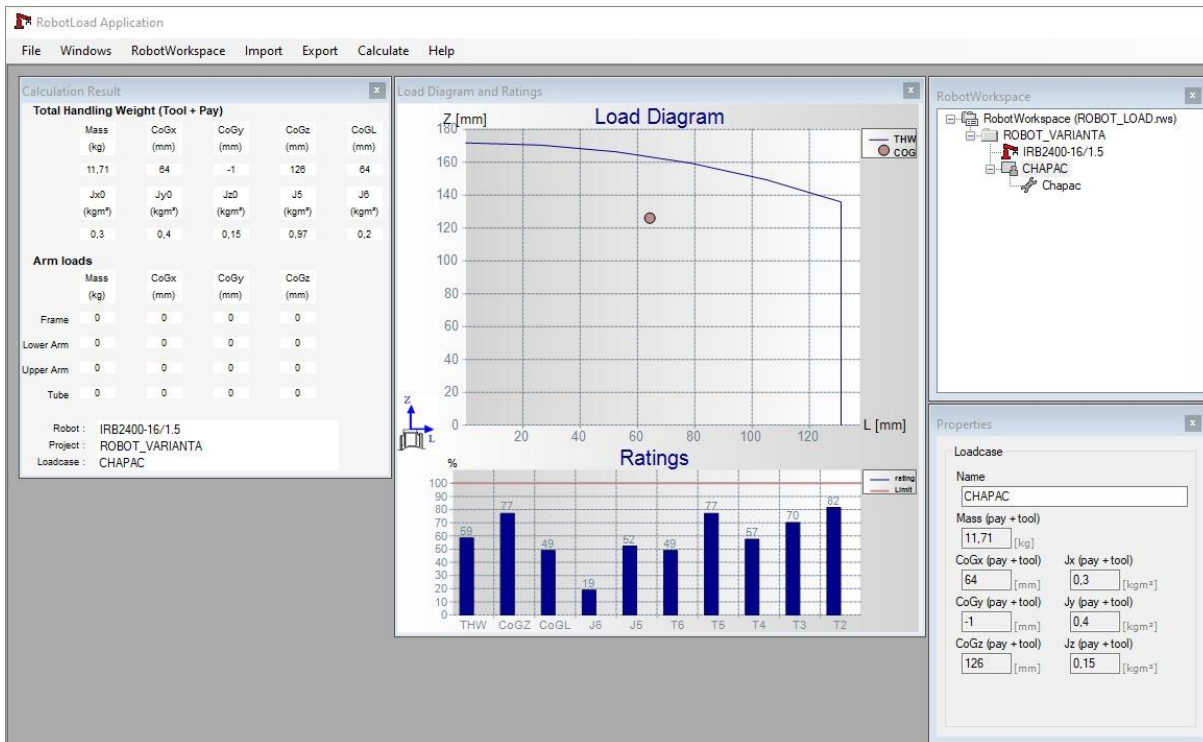 RobotLoad Application
File Windows RobotWorkspace Import Export Calculate Help
Calculation Result
Total Handling Weight (Tool + Pay)
Mass CoGx CoGy CoGz CoGL
(kg) (mm) (mm) (mm) (mm)
11,71 64 -1 126 64
Jx0 Jy0 Jz0 J5 J6
(kgm²) (kgm²) (kgm²) (kgm²) (kgm²)
0,3 0,4 0,15 0,97 0,2
Arm loads
Mass CoGx CoGy CoGz
(kg) (mm) (mm) (mm)
Frame 0 0 0 0
Lower Arm 0 0 0 0
Upper Arm 0 0 0 0
Tube 0 0 0 0
Robot : IRB2400-16/1.5
Project : ROBOT_VARIANTA
Loadcase : CHAPAC
Load Diagram and Ratings
Load Diagram
Z [mm]
THW
COG
180
160
140
120
100
80
60
40
20
0
20 40 60 80 100 120
L [mm]
Z
L
Ratings
%
rating
Limit
100
90
80
70
60
50
40
30
20
10
0
59 77 49 19 52 49 77 57 70 82
THW CoGZ CoGL J6 J5 T6 T5 T4 T3 T2
RobotWorkspace
RobotWorkspace (ROBOT_LOAD.rws)
ROBOT_VARIANTA
IRB2400-16/1.5
CHAPAC
Chapac
Properties
Loadcase
Name
CHAPAC
Mass (pay + tool)
11,71 [kg]
CoGx (pay + tool) Jx (pay + tool)
64 [mm] 0,3 [kgm²]
CoGy (pay + tool) Jy (pay + tool)
-1 [mm] 0,4 [kgm²]
CoGz (pay + tool) Jz (pay + tool)
126 [mm] 0,15 [kgm²]